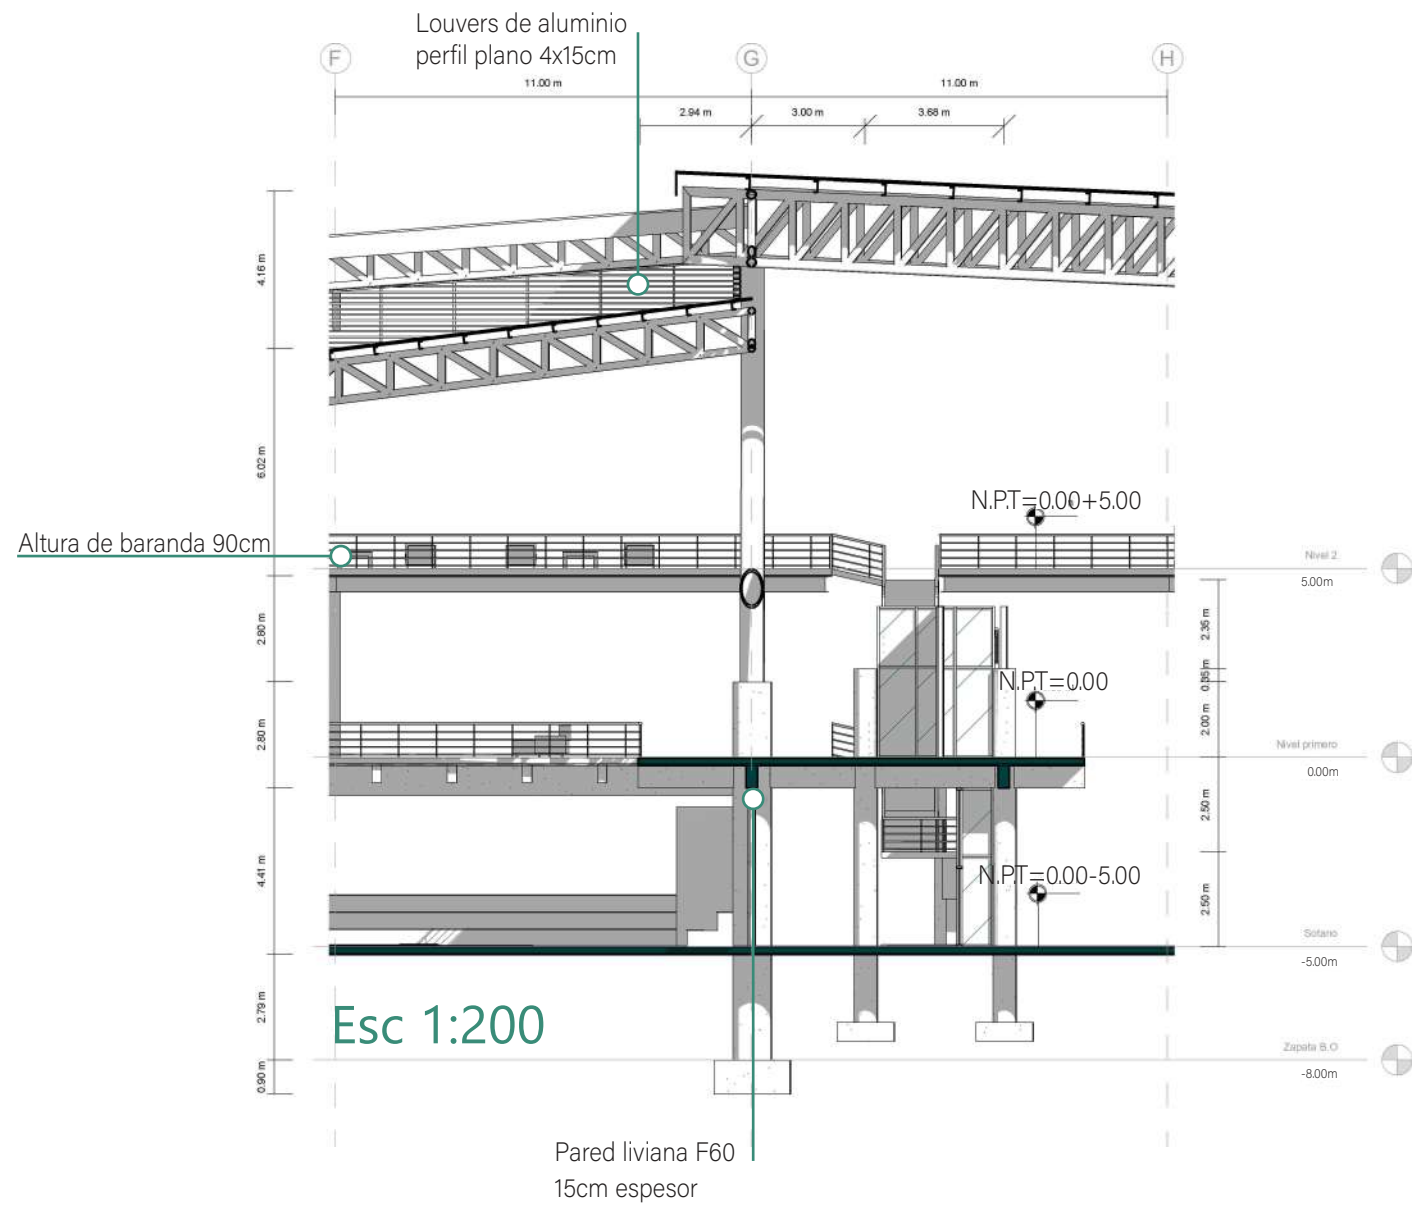 Louvers de aluminio
perfil plano 4x15cm
F
G
H
11.00 m
11.00 m
2.94 m
3.00 m
3.68 m
4.16 m
6.02 m
N.P.T=0.00+5.00
Altura de baranda 90cm
Nivel 2
5.00m
2.80 m
2.35 m
0.35 m
N.P.T=0.00
2.80 m
2.00 m
Nivel primero
0.00m
2.50 m
4.41 m
N.P.T=0.00-5.00
2.50 m
Sotano
-5.00m
2.79 m
Esc 1:200
Zapata B.O
-8.00m
0.90 m
Pared liviana F60
15cm espesor